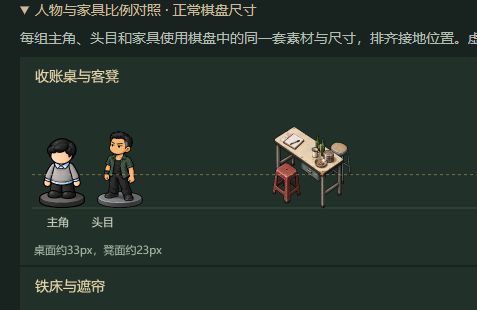 ▼ 人物与家具比例对照 · 正常棋盘尺寸
每组主角、头目和家具使用棋盘中的同一套素材与尺寸，排齐接地位置。虚
收账桌与客凳
主角 头目
桌面约33px，凳面约23px
铁床与遮帘